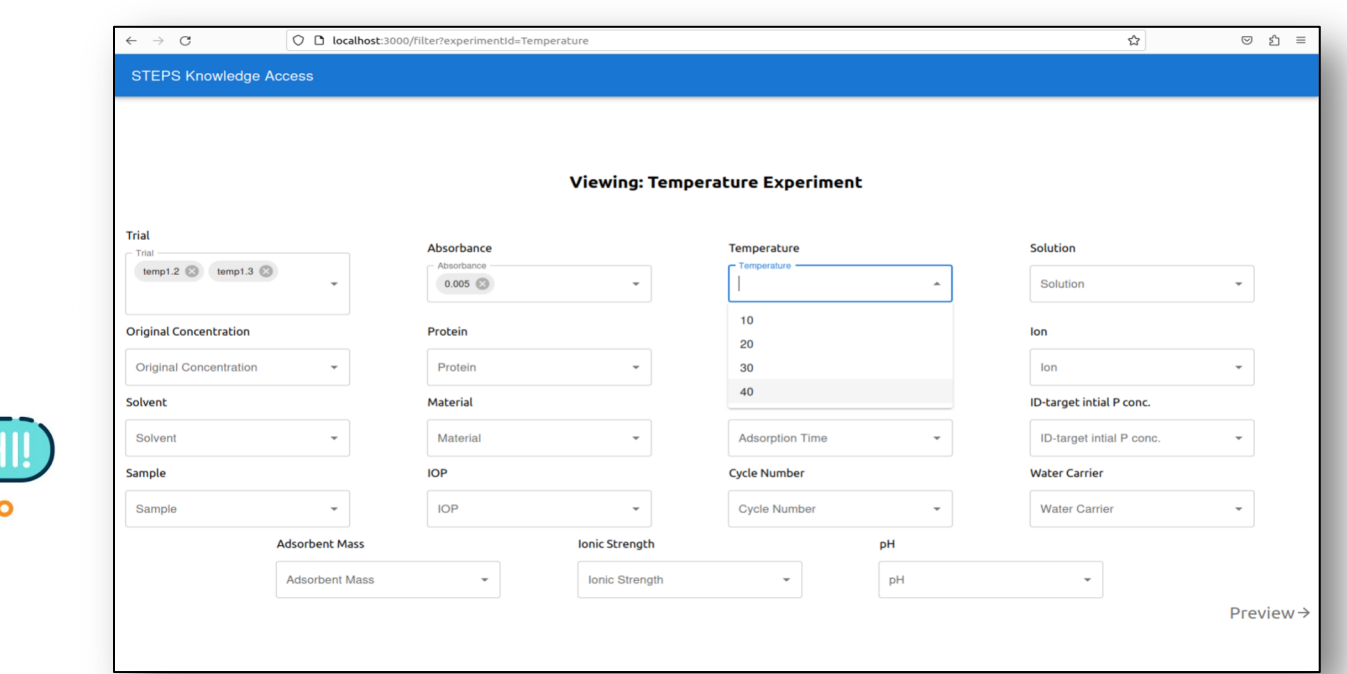 localhost:3000/filter?experimentId=Temperature
STEPS Knowledge Access
Viewing: Temperature Experiment
Trial
Trial
temp1.2 temp1.3
Absorbance
Absorbance
0.005
Temperature
Temperature
10
20
30
40
Solution
Solution
Original Concentration
Original Concentration
Protein
Protein
Ion
Ion
Solvent
Solvent
Material
Material
Adsorption Time
ID-target intial P conc.
ID-target intial P conc.
Sample
Sample
IOP
IOP
Cycle Number
Cycle Number
Water Carrier
Water Carrier
Adsorbent Mass
Adsorbent Mass
Ionic Strength
Ionic Strength
pH
pH
Preview→